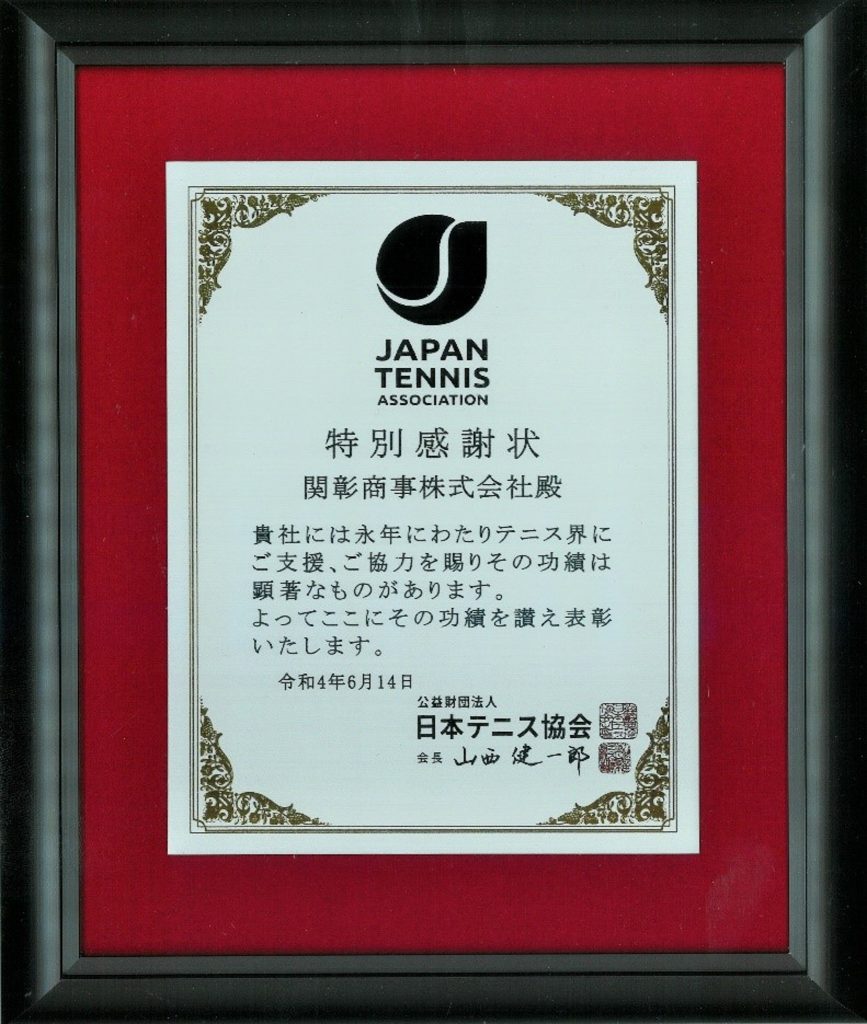 JAPAN
TENNIS
ASSOCIATION
特別感謝状
関彰商事株式会社殿
貴社には永年にわたりテニス界に
ご支援、ご協力を賜りその功績は
顕著なものがあります。
よってここにその功績を讃え表彰
いたします。
令和4年6月14日
公益財団法人
日本テニス協会
会長 山西健一郎